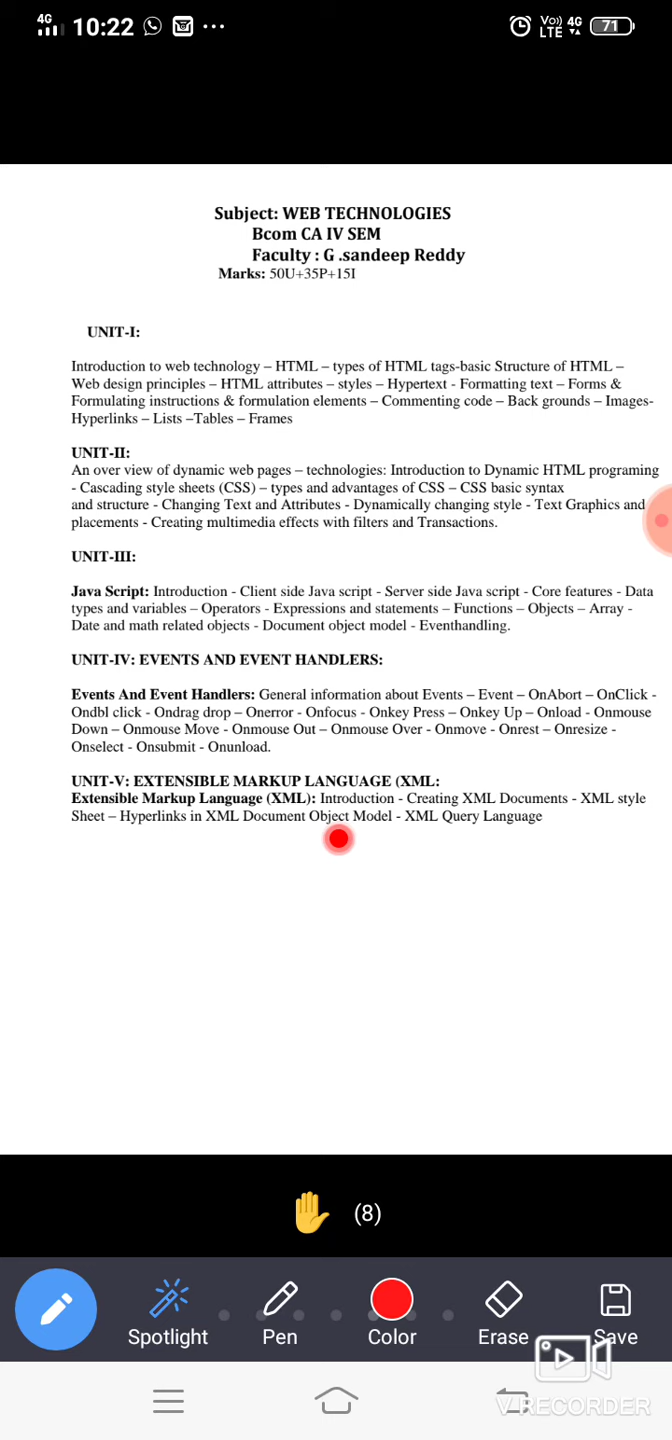 4G 10:22 ... Vo)) LTE 4G 71
Subject: WEB TECHNOLOGIES
Bcom CA IV SEM
Faculty : G .sandeep Reddy
Marks: 50U+35P+15I
UNIT-I:
Introduction to web technology – HTML – types of HTML tags-basic Structure of HTML –
Web design principles – HTML attributes – styles – Hypertext - Formatting text – Forms &
Formulating instructions & formulation elements – Commenting code – Back grounds – Images-
Hyperlinks – Lists –Tables – Frames
UNIT-II:
An over view of dynamic web pages – technologies: Introduction to Dynamic HTML programing
- Cascading style sheets (CSS) – types and advantages of CSS – CSS basic syntax
and structure - Changing Text and Attributes - Dynamically changing style - Text Graphics and
placements - Creating multimedia effects with filters and Transactions.
UNIT-III:
Java Script: Introduction - Client side Java script - Server side Java script - Core features - Data
types and variables – Operators - Expressions and statements – Functions – Objects – Array -
Date and math related objects - Document object model - Eventhandling.
UNIT-IV: EVENTS AND EVENT HANDLERS:
Events And Event Handlers: General information about Events – Event – OnAbort – OnClick -
Ondbl click - Ondrag drop – Onerror - Onfocus - Onkey Press – Onkey Up – Onload - Onmouse
Down – Onmouse Move - Onmouse Out – Onmouse Over - Onmove - Onrest – Onresize -
Onselect - Onsubmit - Onunload.
UNIT-V: EXTENSIBLE MARKUP LANGUAGE (XML:
Extensible Markup Language (XML): Introduction - Creating XML Documents - XML style
Sheet – Hyperlinks in XML Document Object Model - XML Query Language
(8)
Spotlight Pen Color Erase Save
V.RECORDER